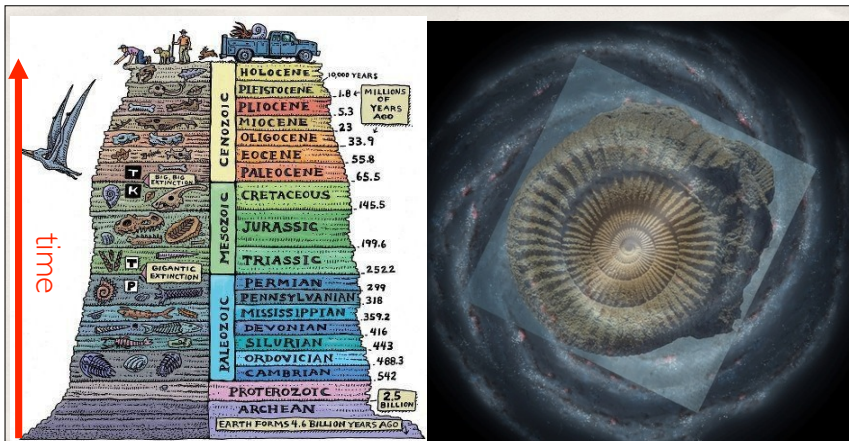 time
HOLOCENE
10,000 YEARS
PLEISTOCENE
1.8
MILLIONS
OF
YEARS
AGO
PLIOCENE
5.3
MIOCENE
23
OLIGOCENE
33.9
EOCENE
55.8
PALEOCENE
65.5
CENOZOIC
T
BIG, BIG
EXTINCTION
K
CRETACEOUS
145.5
JURASSIC
199.6
TRIASSIC
252.2
MESOZOIC
T
GIGANTIC
EXTINCTION
P
PERMIAN
299
PENNSYLVANIAN
318
MISSISSIPPIAN
359.2
DEVONIAN
416
SILURIAN
443
ORDOVICIAN
488.3
CAMBRIAN
542
PALEOZOIC
PROTEROZOIC
2.5
BILLION
ARCHEAN
EARTH FORMS 4.6 BILLION YEARS AGO